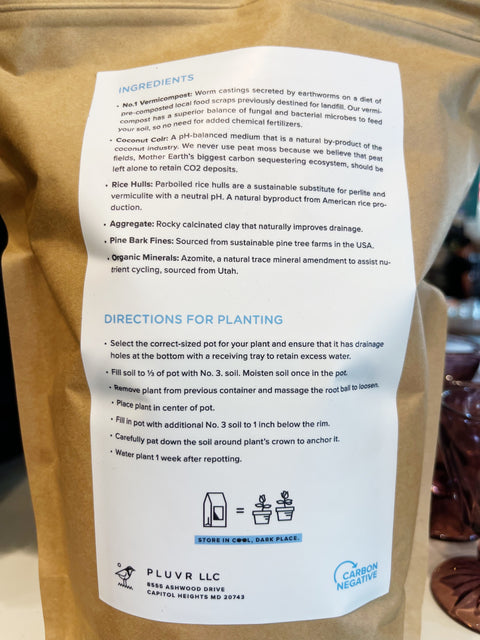 INGREDIENTS
• No.1 Vermicompost: Worm castings secreted by earthworms on a diet of
pre-composted local food scraps previously destined for landfill. Our vermi-
compost has a superior balance of fungal and bacterial microbes to feed
your soil, so no need for added chemical fertilizers.
• Coconut Coir: A pH-balanced medium that is a natural by-product of the
coconut industry. We never use peat moss because we believe that peat
fields, Mother Earth's biggest carbon sequestering ecosystem, should be
left alone to retain CO2 deposits.
• Rice Hulls: Parboiled rice hulls are a sustainable substitute for perlite and
vermiculite with a neutral pH. A natural byproduct from American rice pro-
duction.
• Aggregate: Rocky calcinated clay that naturally improves drainage.
• Pine Bark Fines: Sourced from sustainable pine tree farms in the USA.
• Organic Minerals: Azomite, a natural trace mineral amendment to assist nu-
trient cycling, sourced from Utah.
DIRECTIONS FOR PLANTING
• Select the correct-sized pot for your plant and ensure that it has drainage
holes at the bottom with a receiving tray to retain excess water.
• Fill soil to ⅓ of pot with No. 3. soil. Moisten soil once in the pot.
• Remove plant from previous container and massage the root ball to loosen.
• Place plant in center of pot.
• Fill in pot with additional No. 3 soil to 1 inch below the rim.
• Carefully pat down the soil around plant's crown to anchor it.
• Water plant 1 week after repotting.
=
STORE IN COOL, DARK PLACE.
PLUVR LLC
8555 ASHWOOD DRIVE
CAPITOL HEIGHTS MD 20743
CARBON
NEGATIVE